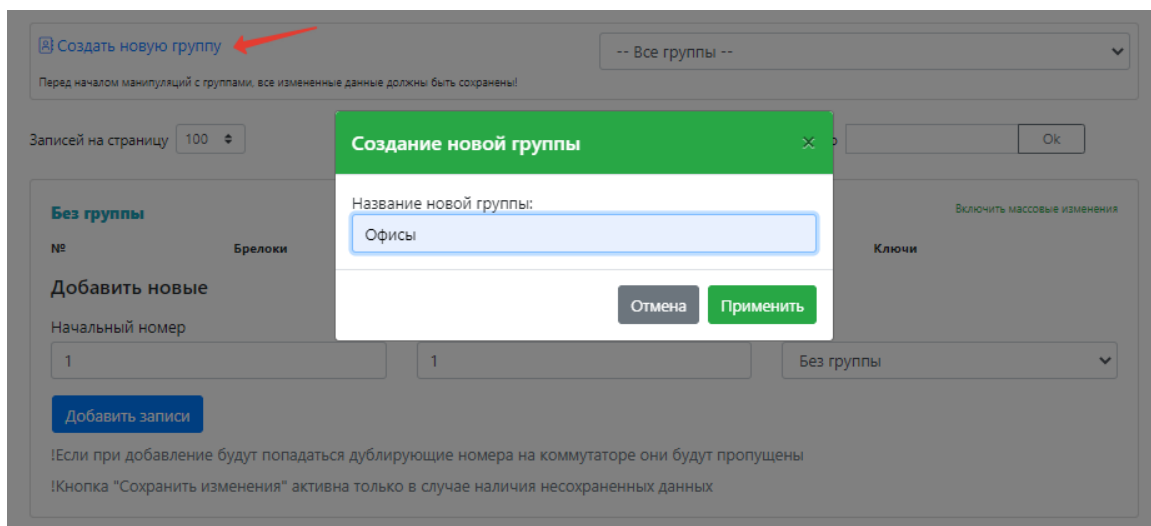 Создать новую группу
-- Все группы --
Перед началом манипуляций с группами, все измененные данные должны быть сохранены!
Записей на страницу 100
Ok
Создание новой группы ×
Название новой группы:
Офисы
Отмена Применить
Без группы
Включить массовые изменения
№ Брелоки Ключи
Добавить новые
Начальный номер
1 1 Без группы
Добавить записи
!Если при добавление будут попадаться дублирующие номера на коммутаторе они будут пропущены
!Кнопка "Сохранить изменения" активна только в случае наличия несохраненных данных